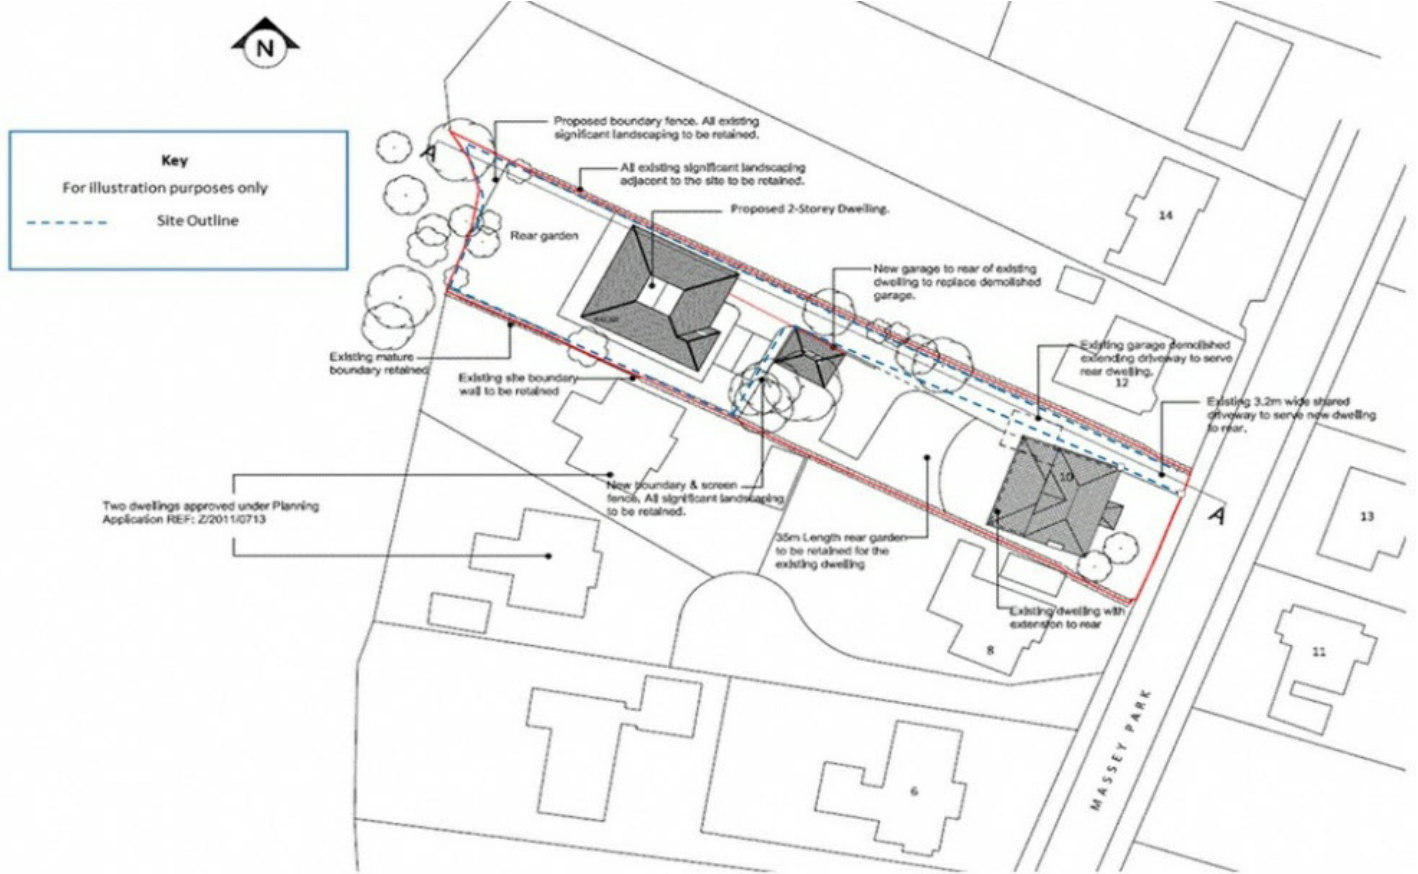 N
Key
For illustration purposes only
Site Outline
Proposed boundary fence. All existing
significant landscaping to be retained.
A
All existing significant landscaping
adjacent to the site to be retained.
Proposed 2-Storey Dwelling.
Rear garden
14
New garage to rear of existing
dwelling to replace demolished
garage.
Existing mature
boundary retained
Existing site boundary
wall to be retained
Existing garage demolished
extending driveway to serve
rear dwelling.
12
Existing 3.2m wide shared
driveway to serve new dwelling
to rear.
10
New boundary & screen
fence. All significant landscaping
to be retained.
Two dwellings approved under Planning
Application REF: Z/2011/0713
A
13
35m Length rear garden
to be retained for the
existing dwelling
Existing dwelling with
extension to rear
8
11
MASSEY PARK
6